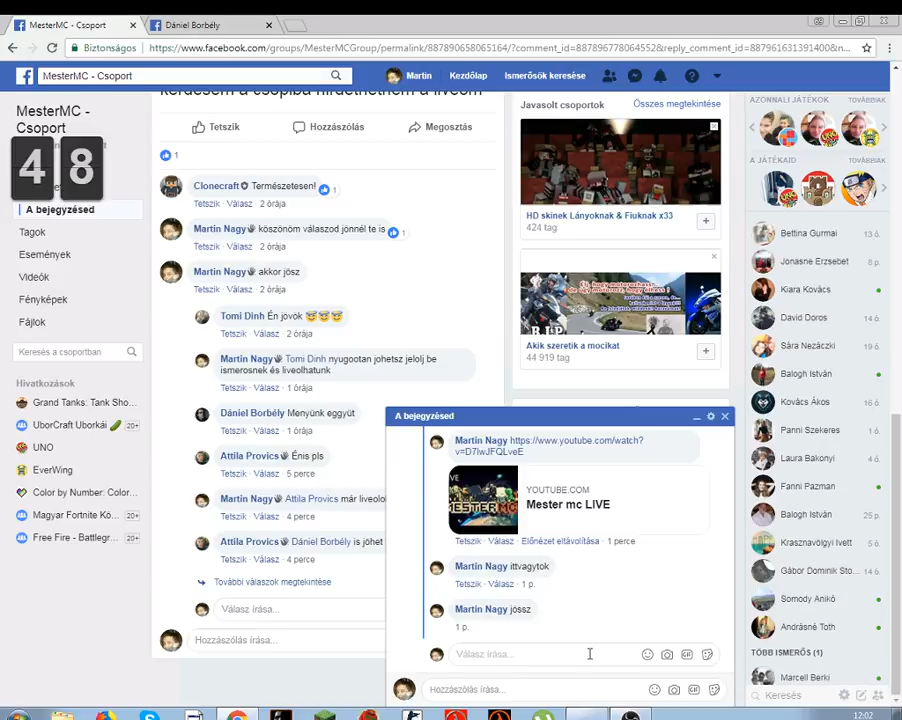 MesterMC - Csoport
Dániel Borbély
Biztonságos
https://www.facebook.com/groups/MesterMCGroup/permalink/887890658065164/?comment_id=887896778064552&reply_comment_id=887961631391400&n...
MesterMC - Csoport
Martin
Kezdőlap
Ismerősök keresése
MesterMC -
Csoport
48
A bejegyzésed
Tagok
Események
Videók
Fényképek
Fájlok
Keresés a csoportban
Hivatkozások
Grand Tanks: Tank Sho...
UborCraft Uborkái
20+
UNO
EverWing
Color by Number: Color...
Magyar Fortnite Kö...
20+
Free Fire - Battlegr...
Tetszik
Hozzászólás
Megosztás
1
Clonecraft Természetesen!
1
Tetszik · Válasz · 2 órája
Martin Nagy köszönöm válaszod jönnél te is
1
Tetszik · Válasz · 2 órája
Martin Nagy akkor jösz
Tetszik · Válasz · 2 órája
Tomi Dinh Én jövok
Tetszik · Válasz · 2 órája
Martin Nagy Tomi Dinh nyugootan johetsz jelolj be
ismerosnek és liveolhatunk
Tetszik · Válasz · 1 órája
Dániel Borbély Menyünk eggyüt
Tetszik · Válasz · 1 órája
Attila Provics Énis pls
Tetszik · Válasz · 5 perce
Martin Nagy Attila Provics már liveolo
Tetszik · Válasz · 4 perce
Attila Provics Dániel Borbély is jöhet
Tetszik · Válasz · 4 perce
További válaszok megtekintése
Válasz írása...
Hozzászólás írása...
A bejegyzésed
Martin Nagy https://www.youtube.com/watch?
v=D7IwJFQLveE
YOUTUBE.COM
Mester mc LIVE
Tetszik · Válasz · Előnézet eltávolítása · 1 perce
Martin Nagy ittvagytok
Tetszik · Válasz · 1 p.
Martin Nagy jössz
1 p.
Válasz írása...
Hozzászólás írása...
Javasolt csoportok
Összes megtekintése
HD skinek Lányoknak & Fiuknak x33
424 tag
R.I.P
Akik szeretik a mocikat
44 919 tag
AZONNALI JÁTÉKOK
TOVÁBBIAK
A JÁTÉKAID
TOVÁBBIAK
Bettina Gurmai
13 ó.
Jonasne Erzsebet
8 p.
Kiara Kovács
David Doros
14 ó.
Sára Nezáczki
19 ó.
Balogh István
Kovács Ákos
16 ó.
Panni Szekeres
Laura Bakonyi
Fanni Pázmán
Balogh István
25 p.
Krasznavölgyi Ivett
5 ó.
Gábor Dominik Sto...
14 ó.
Somody Anikó
Andrásné Toth
TÖBB ISMERŐS (1)
Marcell Berki
Keresés
12:02